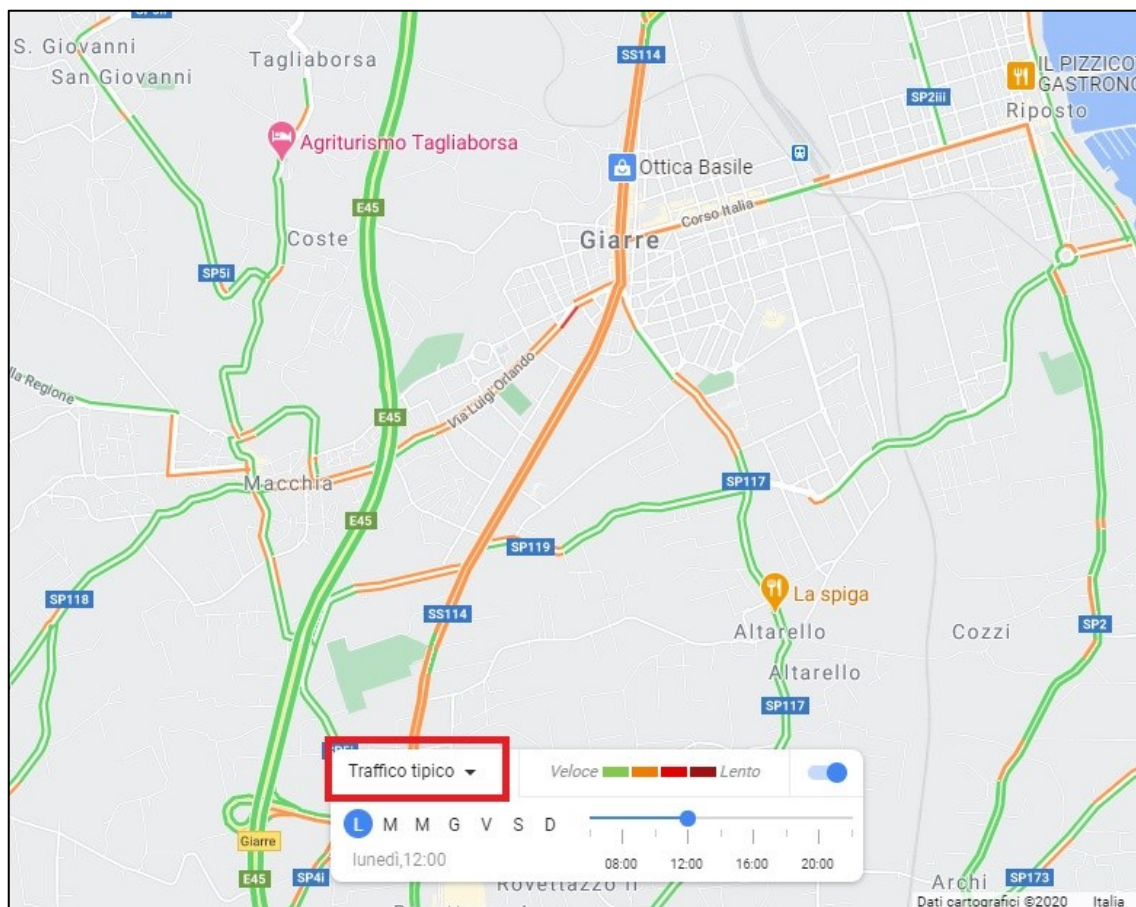 S. Giovanni
San Giovanni
Tagliaborsa
SS114
IL PIZZICO
GASTRONO
SP2iii
Riposto
Agriturismo Tagliaborsa
Ottica Basile
E45
Corso Italia
Coste
Giarre
SP5i
Via Luigi Orlando
lla Regione
E45
Macchia
SP117
E45
SP119
La spiga
SP118
SS114
Altarello
Cozzi
SP2
Altarello
SP117
Traffico tipico
Veloce
Lento
L M M G V S D
lunedì,12:00
08:00 12:00 16:00 20:00
Giarre
E45
SP4i
Archi
SP173
Dati cartografici ©2020 Italia